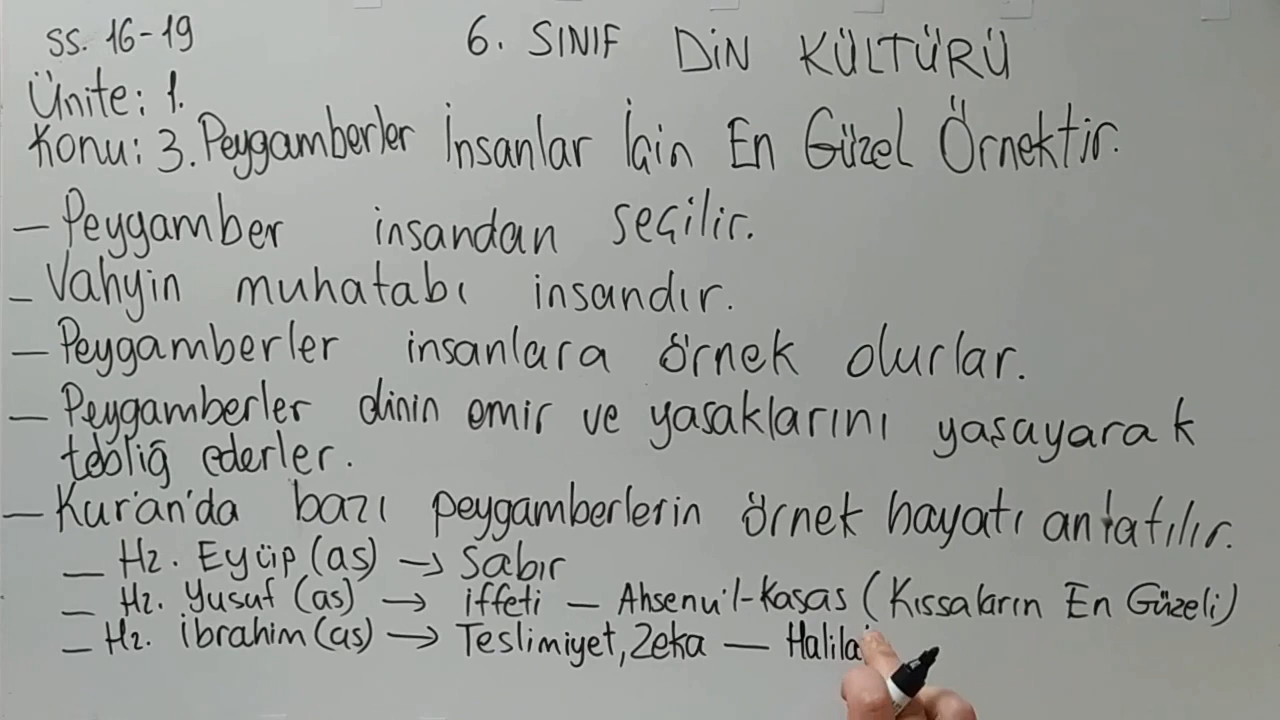 ss. 16-19
6. SINIF DİN KÜLTÜRÜ
Ünite: 1.
Konu: 3. Peygamberler İnsanlar İçin En Güzel Örnektir.
- Peygamber insandan seçilir.
- Vahyin muhatabı insandır.
- Peygamberler insanlara örnek olurlar.
- Peygamberler dinin emir ve yasaklarını yaşayarak
tebliğ ederler.
- Kur'an'da bazı peygamberlerin örnek hayatı anlatılır.
- Hz. Eyüp (as) → Sabır
- Hz. Yusuf (as) → iffeti - Ahsenu'l-Kasas (Kıssaların En Güzeli)
- Hz. İbrahim (as) → Teslimiyet, Zeka - Halila